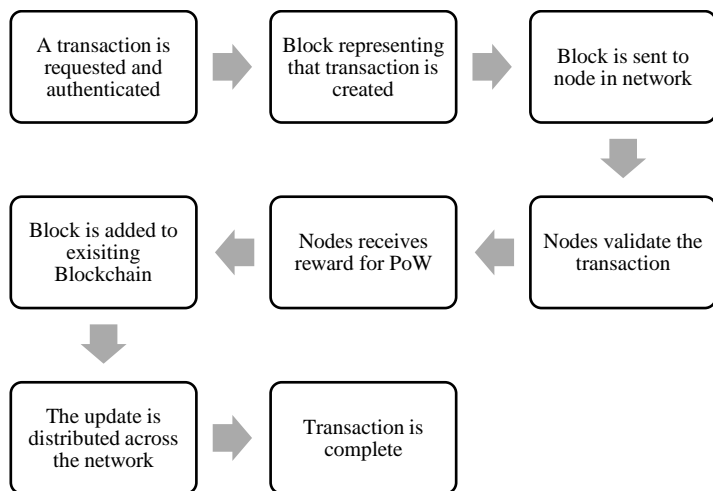 A transaction is
requested and
authenticated
Block representing
that transaction is
created
Block is sent to
node in network
Nodes validate the
transaction
Nodes receives
reward for PoW
Block is added to
exisiting
Blockchain
The update is
distributed across
the network
Transaction is
complete